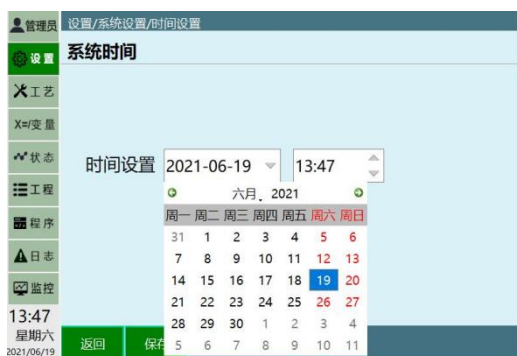 管理员
设置/系统设置/时间设置
设置
系统时间
工艺
X=/变量
状态
时间设置 2021-06-19 13:47
六月, 2021
工程
周一 周二 周三 周四 周五 周六 周日
31 1 2 3 4 5 6
程序
7 8 9 10 11 12 13
日志
14 15 16 17 18 19 20
监控
21 22 23 24 25 26 27
13:47
28 29 30 1 2 3 4
星期六
返回
保存
5 6 7 8 9 10 11
2021/06/19